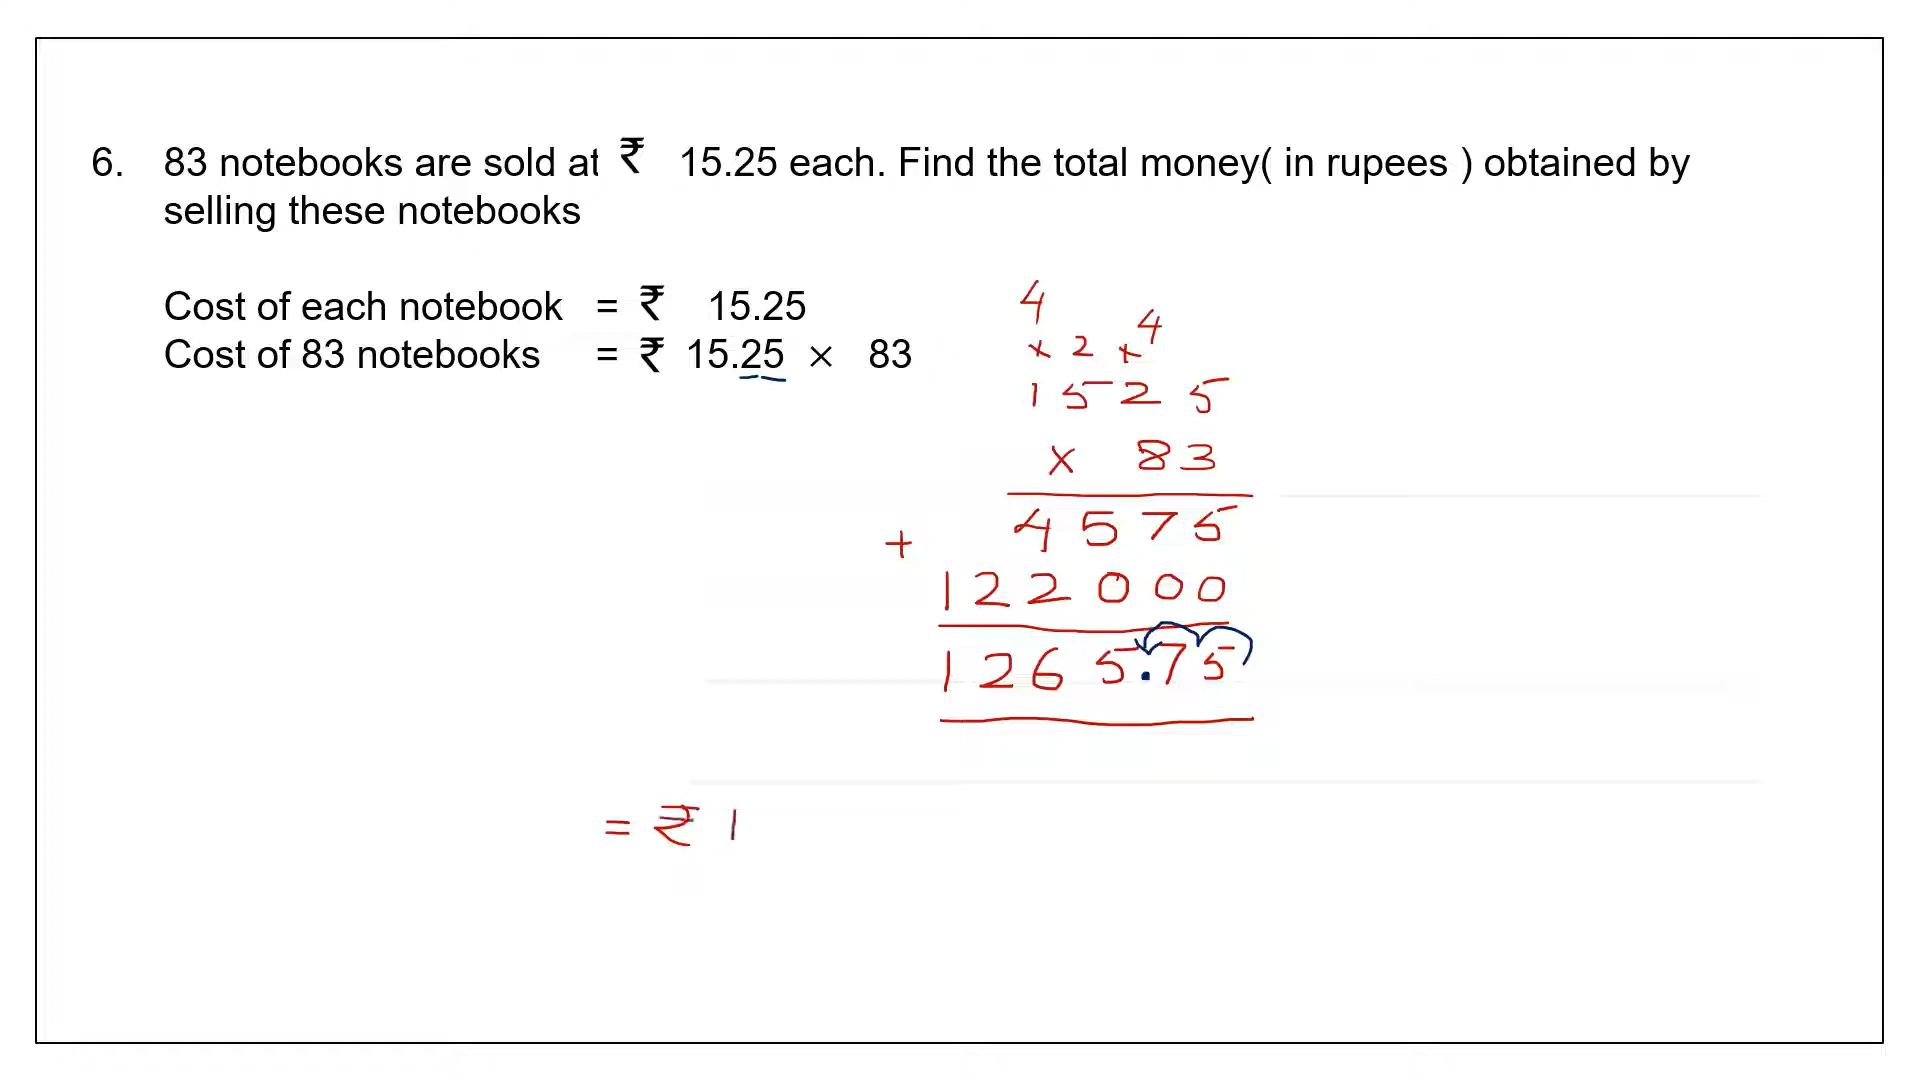 6. 83 notebooks are sold at ₹ 15.25 each. Find the total money( in rupees ) obtained by
selling these notebooks
Cost of each notebook = ₹ 15.25
Cost of 83 notebooks = ₹ 15.25 × 83
4
4
× 2 ×
1 5 2 5
× 8 3
4 5 7 5
+
1 2 2 0 0 0
1 2 6 5 . 7 5
= ₹ 1